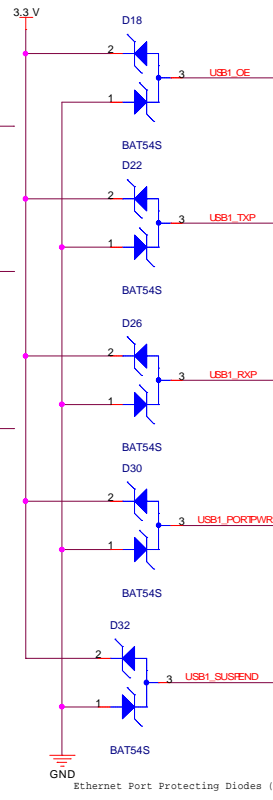 3.3 V
D18
2
3 USB1_OE
1
BAT54S
D22
2
3 USB1_TXP
1
BAT54S
D26
2
3 USB1_RXP
1
BAT54S
D30
2
3 USB1_PORTPWR
1
BAT54S
D32
2
3 USB1_SUSPEND
1
BAT54S
GND
Ethernet Port Protecting Diodes (